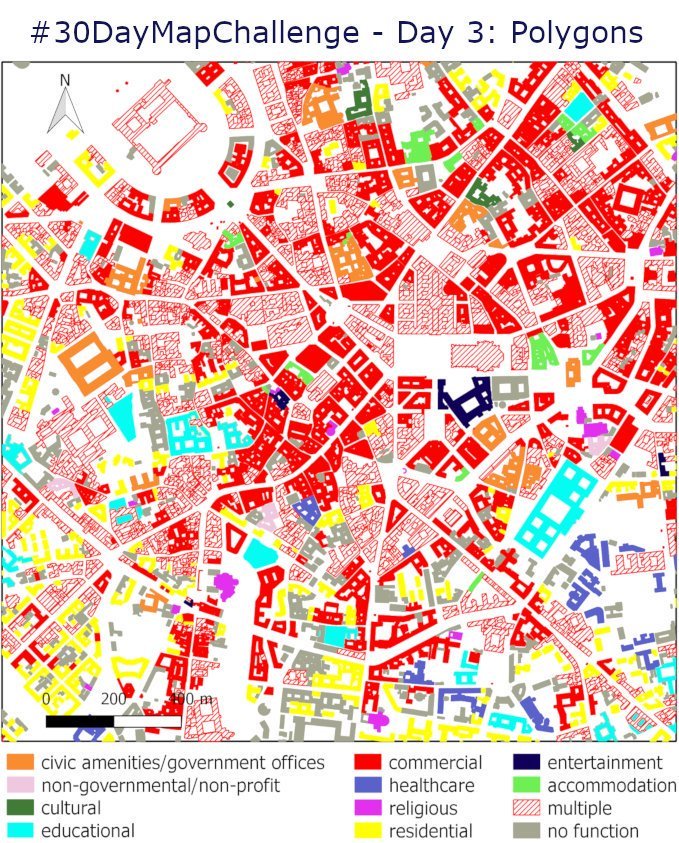 #30DayMapChallenge - Day 3: Polygons
N
0 200 400 m
civic amenities/government offices
non-governmental/non-profit
cultural
educational
commercial
healthcare
religious
residential
entertainment
accommodation
multiple
no function